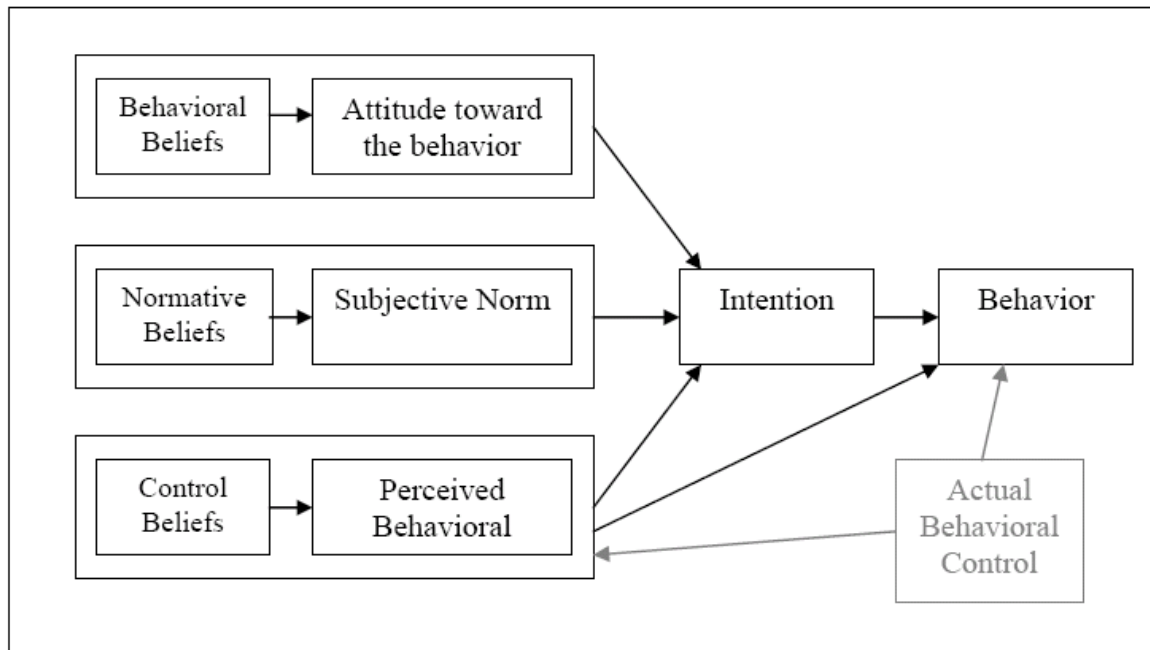 Behavioral
Beliefs
Attitude toward
the behavior
Normative
Beliefs
Subjective Norm
Intention
Behavior
Control
Beliefs
Perceived
Behavioral
Actual
Behavioral
Control